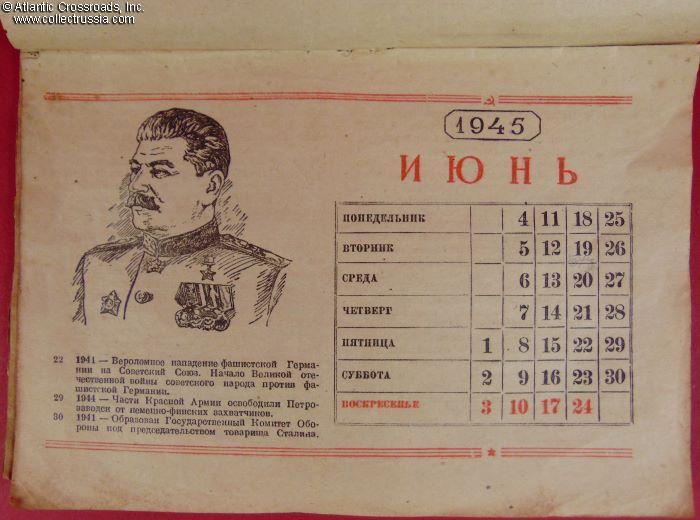 © Atlantic Crossroads, Inc.
www.collectrussia.com
1945
ИЮНЬ
ПОНЕДЕЛЬНИК 4 11 18 25
ВТОРНИК 5 12 19 26
СРЕДА 6 13 20 27
ЧЕТВЕРГ 7 14 21 28
ПЯТНИЦА 1 8 15 22 29
СУББОТА 2 9 16 23 30
ВОСКРЕСЕНЬЕ 3 10 17 24
22 1941 — Вероломное нападение фашистской Герма-
нии на Советский Союз. Начало Великой оте-
чественной войны советского народа против фа-
шистской Германии.
29 1944 — Части Красной Армии освободили Петро-
заводск от немецко-финских захватчиков.
30 1941 — Образован Государственный Комитет Обо-
роны под председательством товарища Сталина.